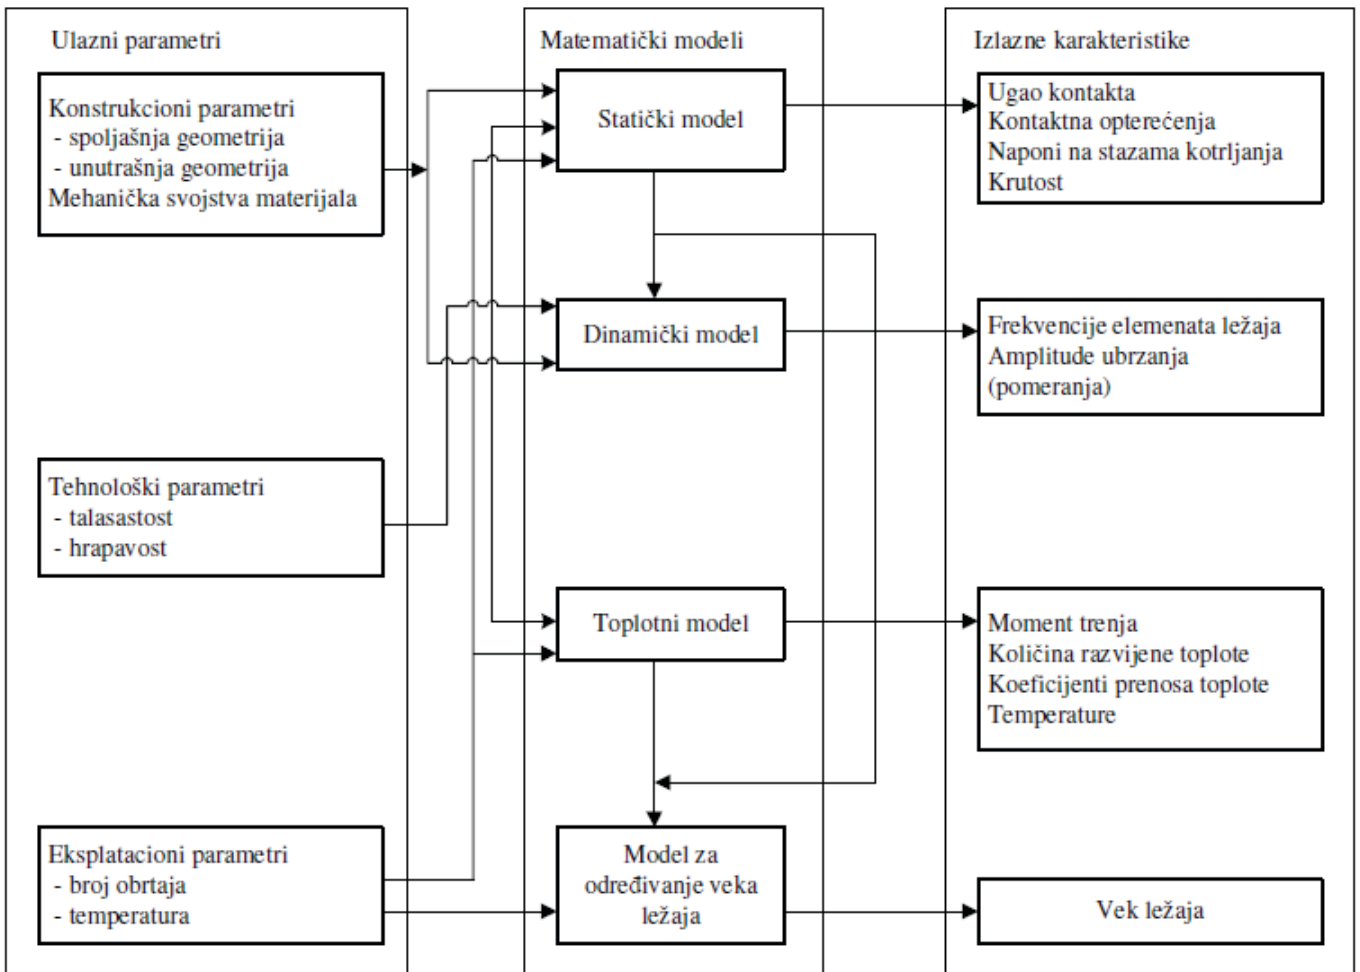 Ulazni parametri
Konstrukcioni parametri
- spoljašnja geometrija
- unutrašnja geometrija
Mehanička svojstva materijala
Tehnološki parametri
- talasastost
- hrapavost
Eksplatacioni parametri
- broj obrtaja
- temperatura
Matematički modeli
Statički model
Dinamički model
Toplotni model
Model za
određivanje veka
ležaja
Izlazne karakteristike
Ugao kontakta
Kontaktna opterećenja
Naponi na stazama kotrljanja
Krutost
Frekvencije elemenata ležaja
Amplitude ubrzanja
(pomeranja)
Moment trenja
Količina razvijene toplote
Koeficijenti prenosa toplote
Temperature
Vek ležaja